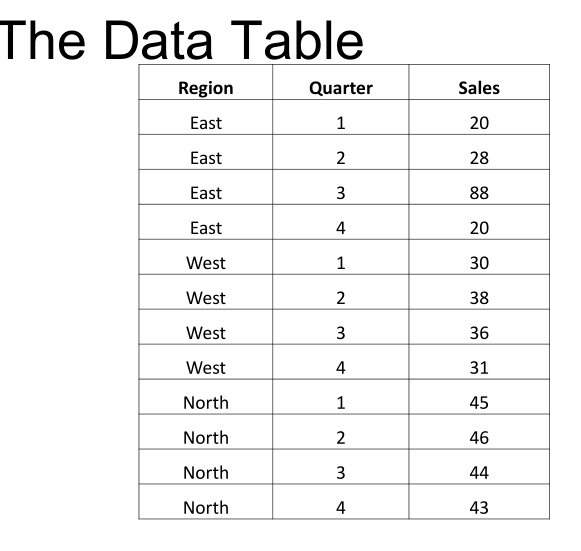 The Data Table
Region Quarter Sales
East 1 20
East 2 28
East 3 88
East 4 20
West 1 30
West 2 38
West 3 36
West 4 31
North 1 45
North 2 46
North 3 44
North 4 43